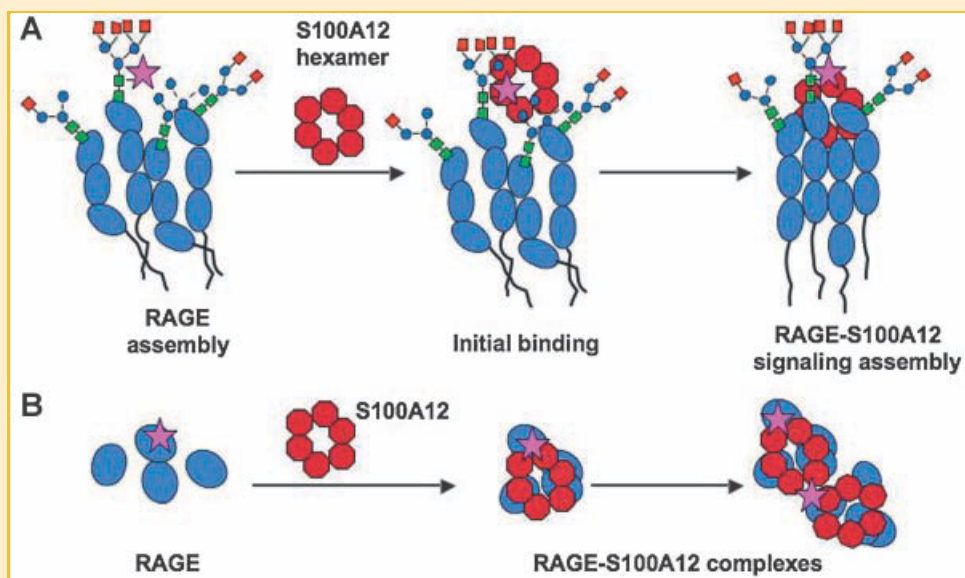 A
S100A12
hexamer
RAGE
assembly
Initial binding
RAGE-S100A12
signaling assembly
B
S100A12
RAGE
RAGE-S100A12 complexes